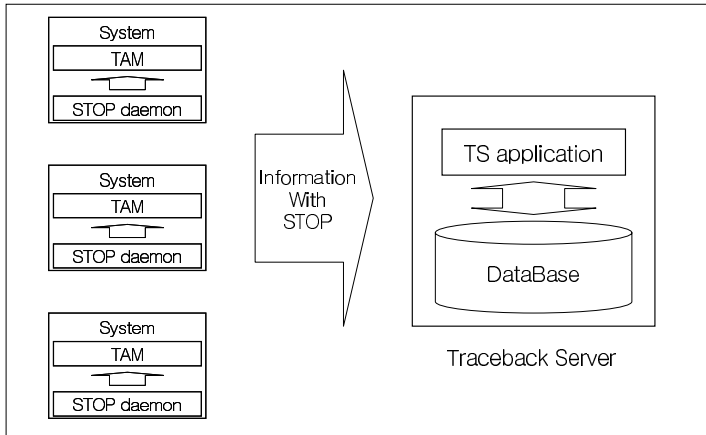 System
TAM
STOP daemon
System
TAM
STOP daemon
System
TAM
STOP daemon
Information
With
STOP
TS application
DataBase
Traceback Server